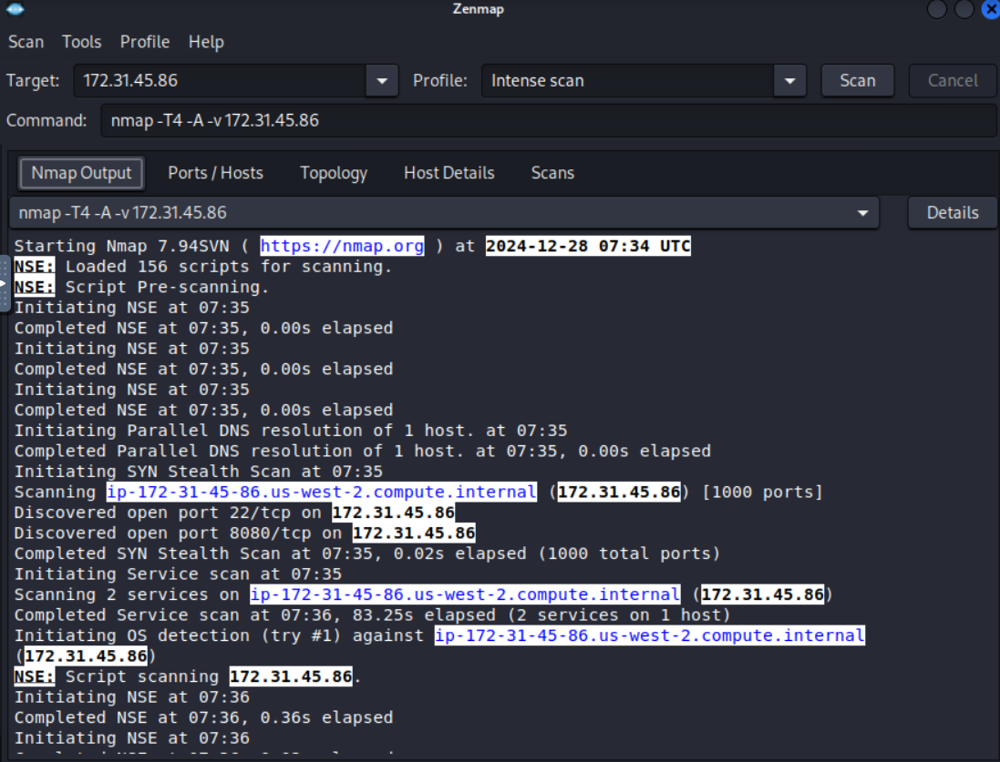 Zenmap
Scan Tools Profile Help
Target: 172.31.45.86 Profile: Intense scan Scan Cancel
Command: nmap -T4 -A -v 172.31.45.86
Nmap Output Ports / Hosts Topology Host Details Scans
nmap -T4 -A -v 172.31.45.86 Details
Starting Nmap 7.94SVN ( https://nmap.org ) at 2024-12-28 07:34 UTC
NSE: Loaded 156 scripts for scanning.
NSE: Script Pre-scanning.
Initiating NSE at 07:35
Completed NSE at 07:35, 0.00s elapsed
Initiating NSE at 07:35
Completed NSE at 07:35, 0.00s elapsed
Initiating NSE at 07:35
Completed NSE at 07:35, 0.00s elapsed
Initiating Parallel DNS resolution of 1 host. at 07:35
Completed Parallel DNS resolution of 1 host. at 07:35, 0.00s elapsed
Initiating SYN Stealth Scan at 07:35
Scanning ip-172-31-45-86.us-west-2.compute.internal (172.31.45.86) [1000 ports]
Discovered open port 22/tcp on 172.31.45.86
Discovered open port 8080/tcp on 172.31.45.86
Completed SYN Stealth Scan at 07:35, 0.02s elapsed (1000 total ports)
Initiating Service scan at 07:35
Scanning 2 services on ip-172-31-45-86.us-west-2.compute.internal (172.31.45.86)
Completed Service scan at 07:36, 83.25s elapsed (2 services on 1 host)
Initiating OS detection (try #1) against ip-172-31-45-86.us-west-2.compute.internal
(172.31.45.86)
NSE: Script scanning 172.31.45.86.
Initiating NSE at 07:36
Completed NSE at 07:36, 0.36s elapsed
Initiating NSE at 07:36